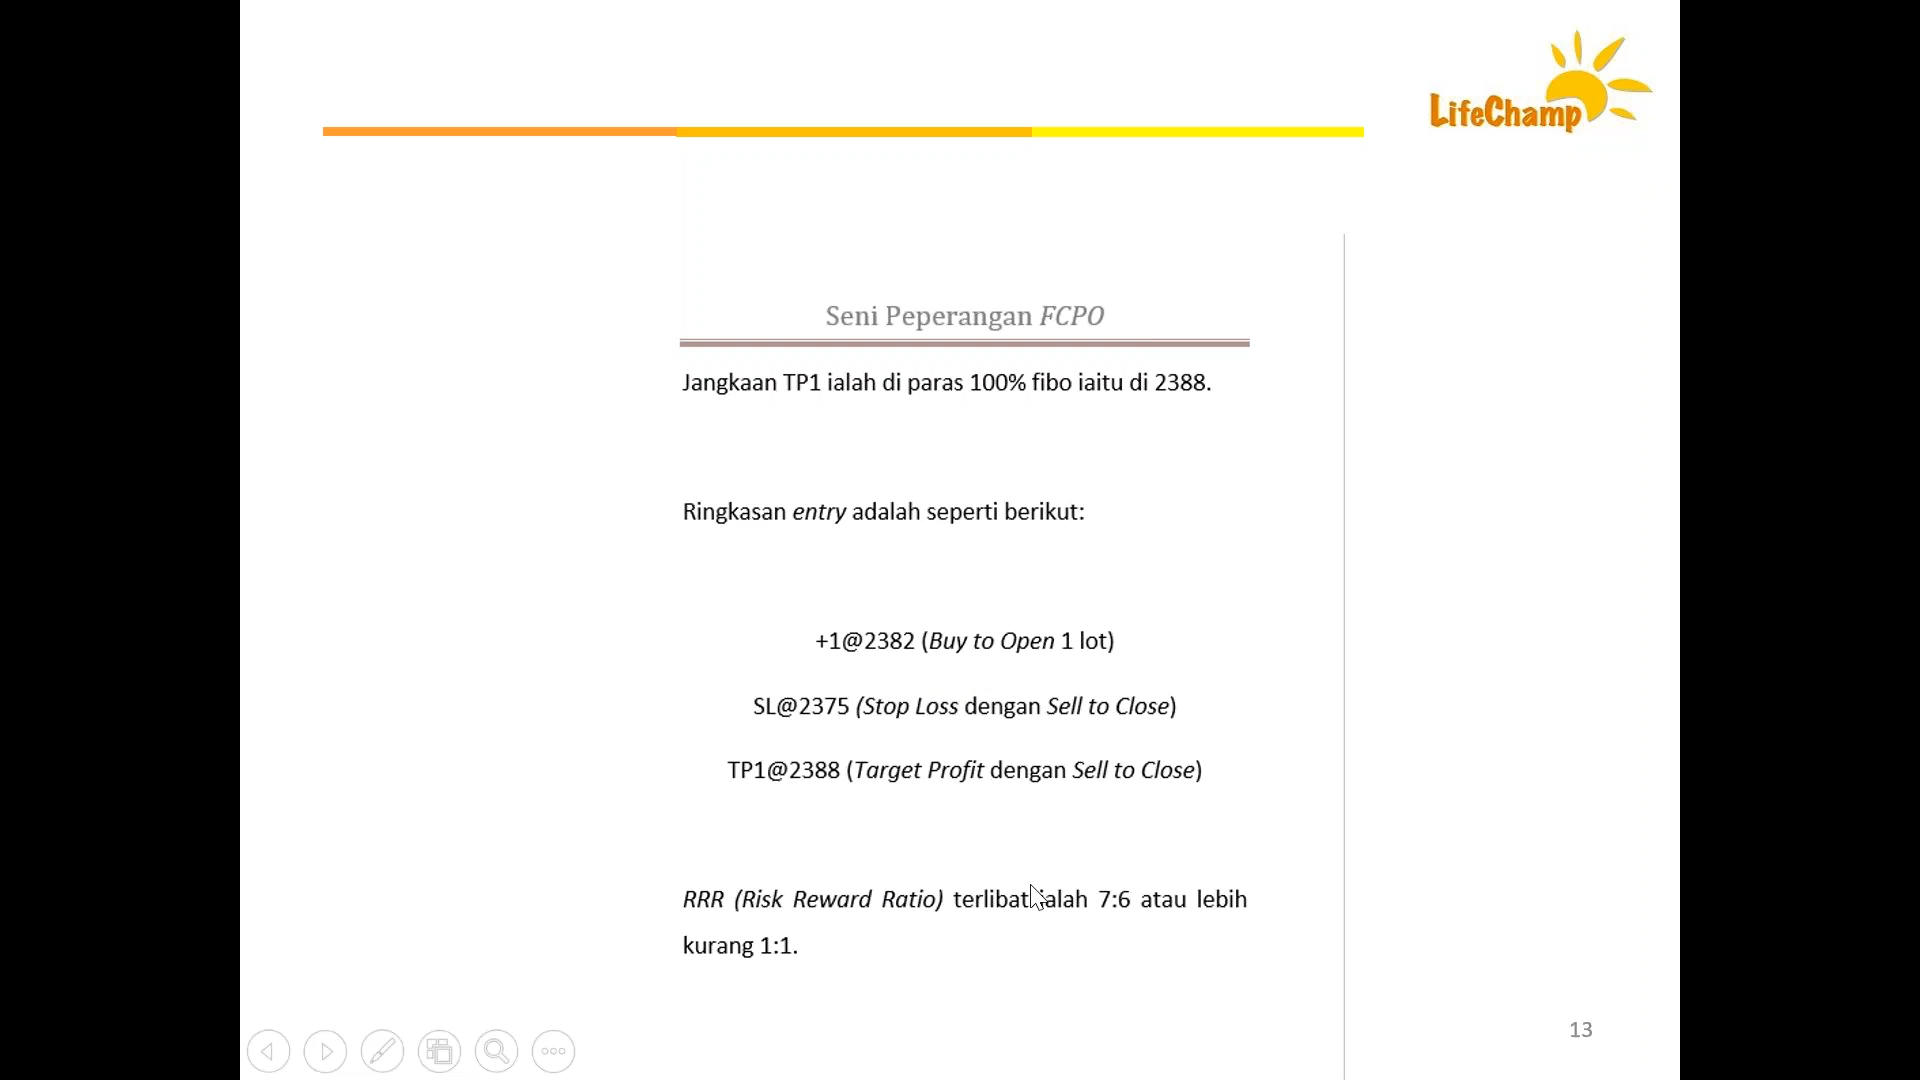 LifeChamp
Seni Peperangan FCPO
Jangkaan TP1 ialah di paras 100% fibo iaitu di 2388.
Ringkasan entry adalah seperti berikut:
+1@2382 (Buy to Open 1 lot)
SL@2375 (Stop Loss dengan Sell to Close)
TP1@2388 (Target Profit dengan Sell to Close)
RRR (Risk Reward Ratio) terlibat ialah 7:6 atau lebih
kurang 1:1.
13